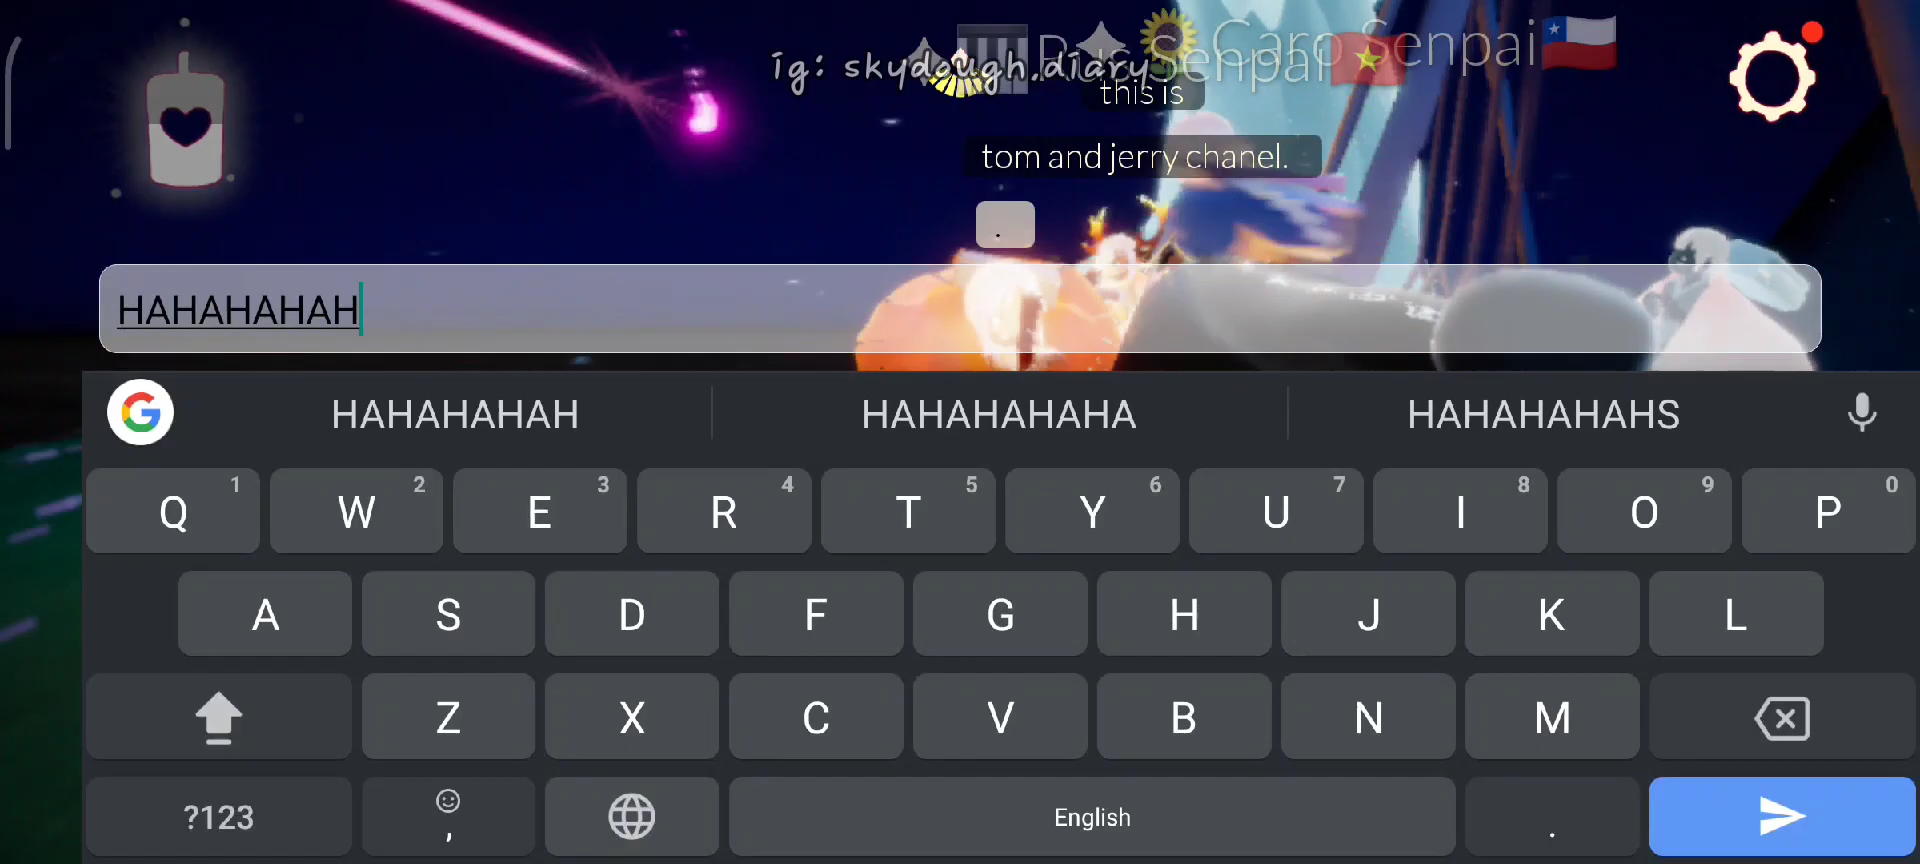 Caro Senpai
Senpai
ig: skydough.diary
this is
tom and jerry chanel.
.
HAHAHAHAH
HAHAHAHAH HAHAHAHAHA HAHAHAHAHS
Q 1 W 2 E 3 R 4 T 5 Y 6 U 7 I 8 O 9 P 0
A S D F G H J K L
Z X C V B N M
?123 , English .